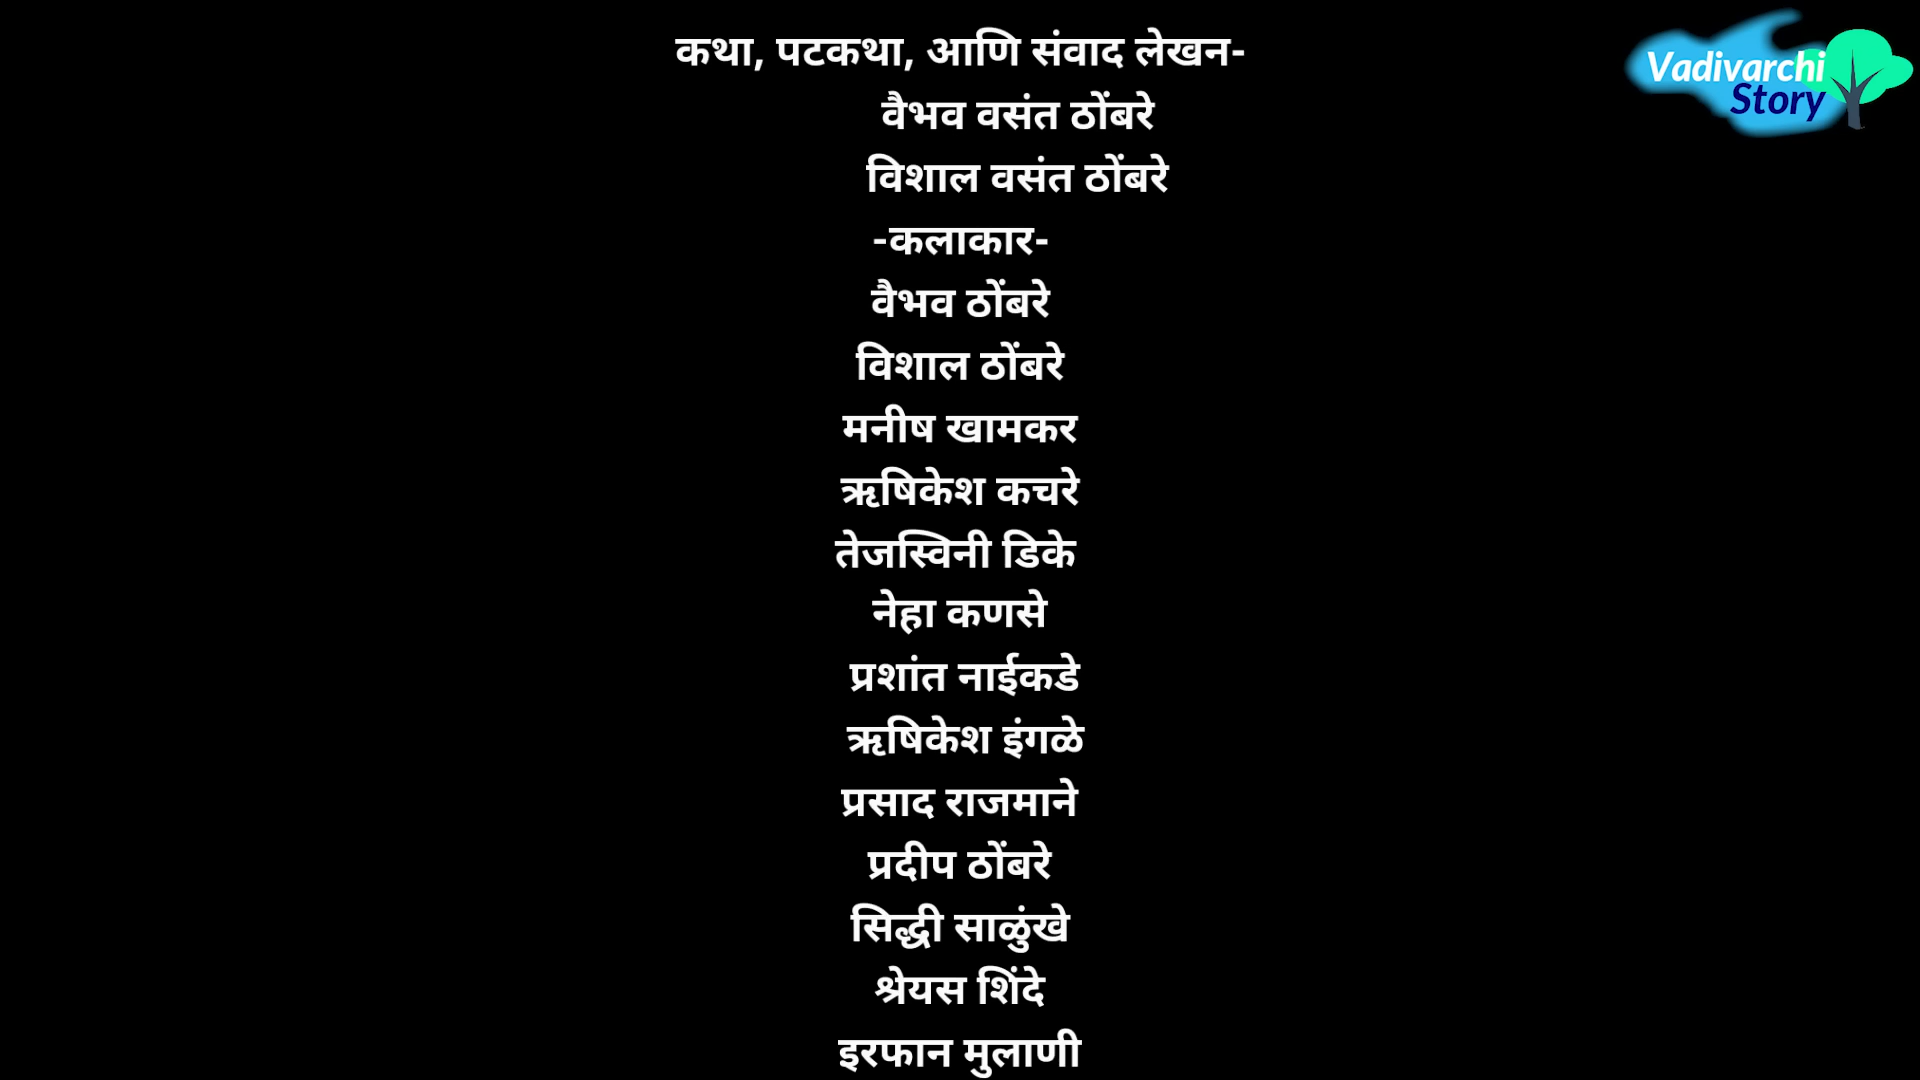 कथा, पटकथा, आणि संवाद लेखन-
वैभव वसंत ठोंबरे
विशाल वसंत ठोंबरे
-कलाकार-
वैभव ठोंबरे
विशाल ठोंबरे
मनीष खामकर
ऋषिकेश कचरे
तेजस्विनी डिके
नेहा कणसे
प्रशांत नाईकडे
ऋषिकेश इंगळे
प्रसाद राजमाने
प्रदीप ठोंबरे
सिद्धी साळुंखे
श्रेयस शिंदे
इरफान मुलाणी
Vadivarchi
Story